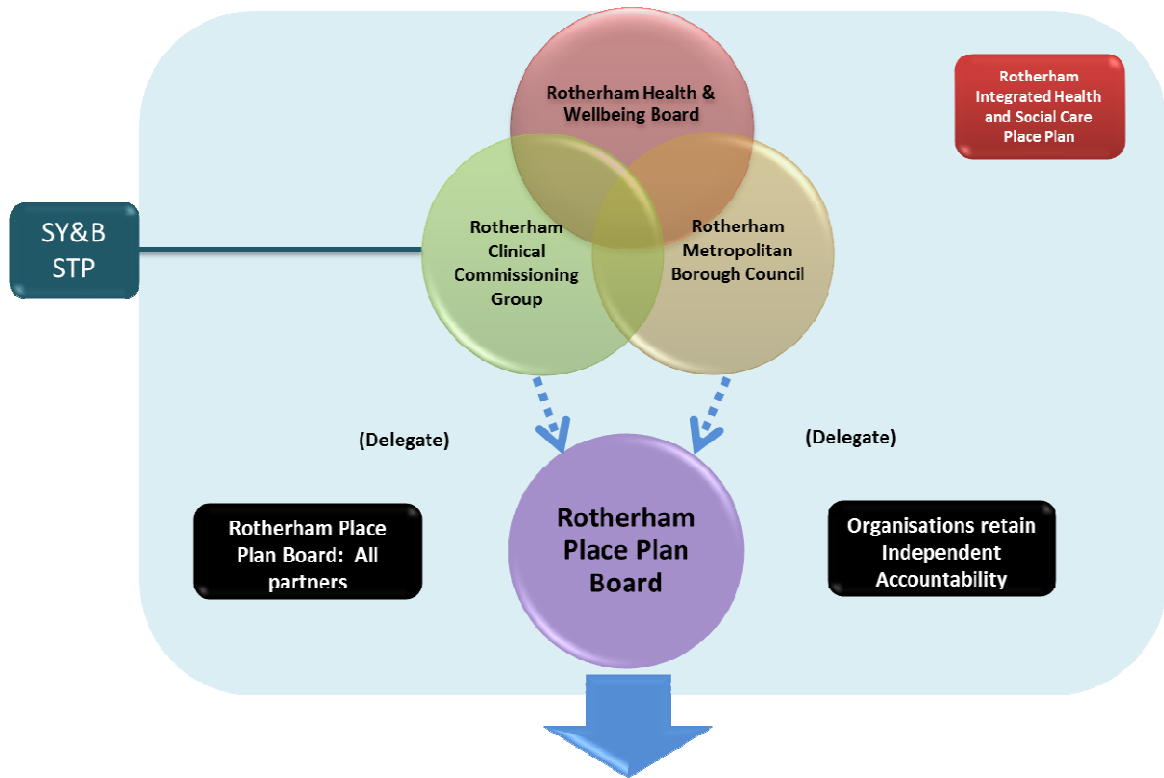 Rotherham Health &
Wellbeing Board
Rotherham
Integrated Health
and Social Care
Place Plan
SY&B
STP
Rotherham
Clinical
Commissioning
Group
Rotherham
Metropolitan
Borough Council
(Delegate)
(Delegate)
Rotherham Place
Plan Board: All
partners
Rotherham
Place Plan
Board
Organisations retain
Independent
Accountability